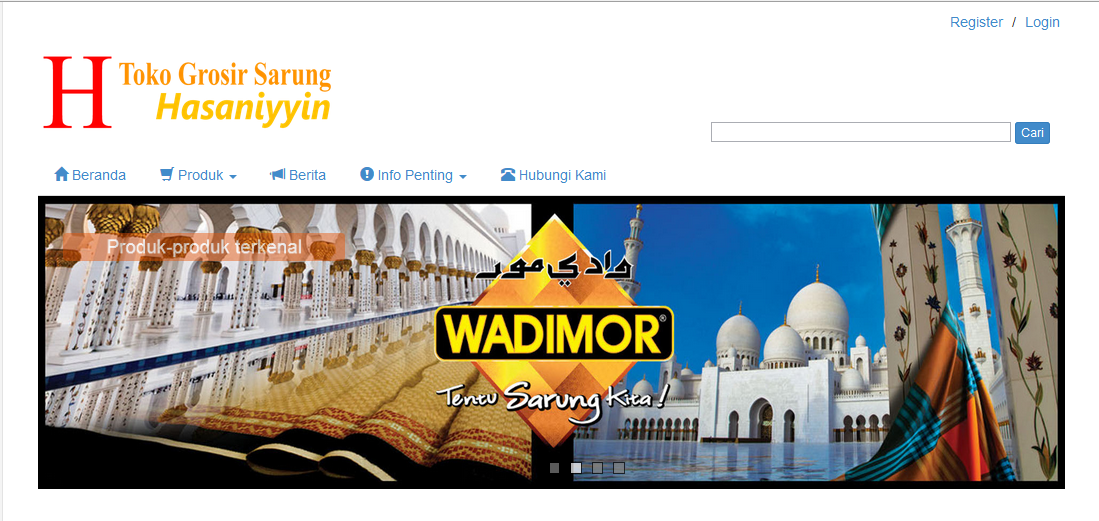 Register / Login
H Toko Grosir Sarung
Hasaniyyin
Cari
Beranda Produk Berita Info Penting Hubungi Kami
Produk-produk terkenal
وادي مور
WADIMOR®
Tentu Sarung Kita!